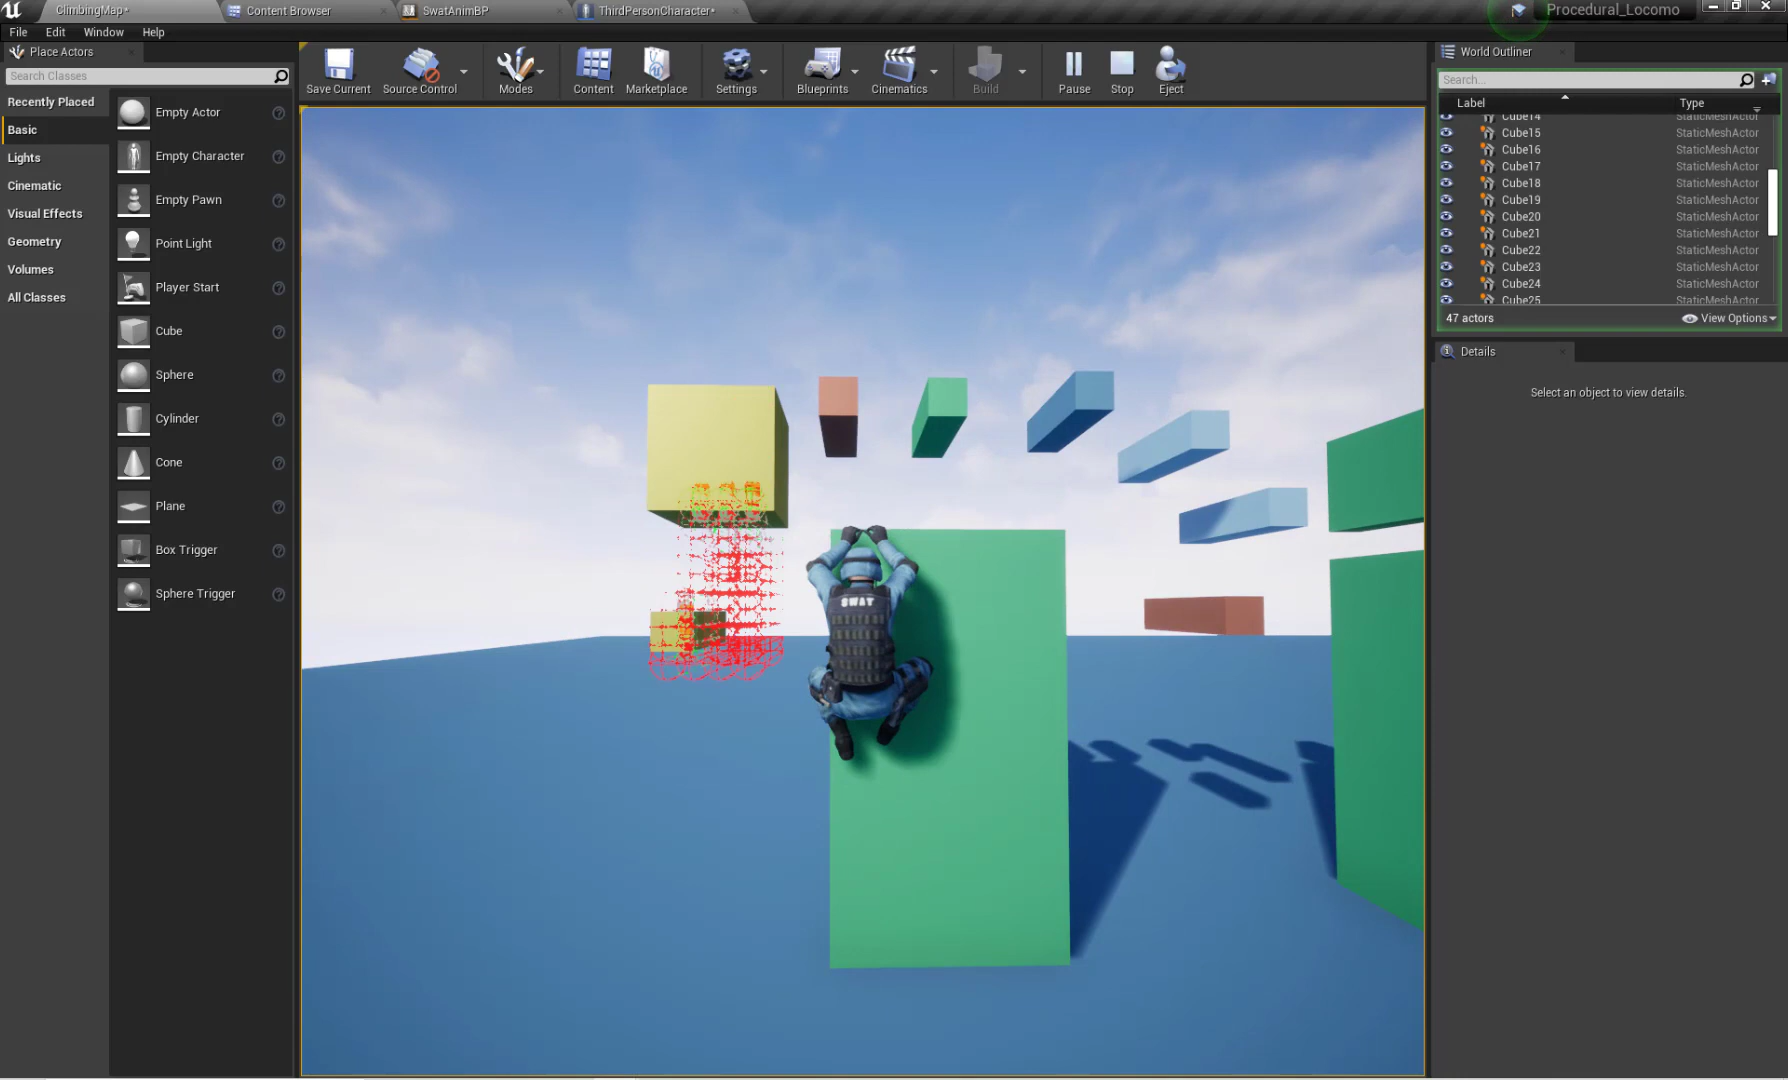 ClimbingMap*
Content Browser
SwatAnimBP
ThirdPersonCharacter*
Procedural_Locomo
File Edit Window Help
Place Actors
World Outliner
Search Classes
Save Current
Source Control
Modes
Content
Marketplace
Settings
Blueprints
Cinematics
Build
Pause
Stop
Eject
Search...
Label Type
Recently Placed
Basic
Lights
Cinematic
Visual Effects
Geometry
Volumes
All Classes
Empty Actor
Empty Character
Empty Pawn
Point Light
Player Start
Cube
Sphere
Cylinder
Cone
Plane
Box Trigger
Sphere Trigger
Cube14 StaticMeshActor
Cube15 StaticMeshActor
Cube16 StaticMeshActor
Cube17 StaticMeshActor
Cube18 StaticMeshActor
Cube19 StaticMeshActor
Cube20 StaticMeshActor
Cube21 StaticMeshActor
Cube22 StaticMeshActor
Cube23 StaticMeshActor
Cube24 StaticMeshActor
Cube25 StaticMeshActor
47 actors
View Options
Details
Select an object to view details.
SWAT